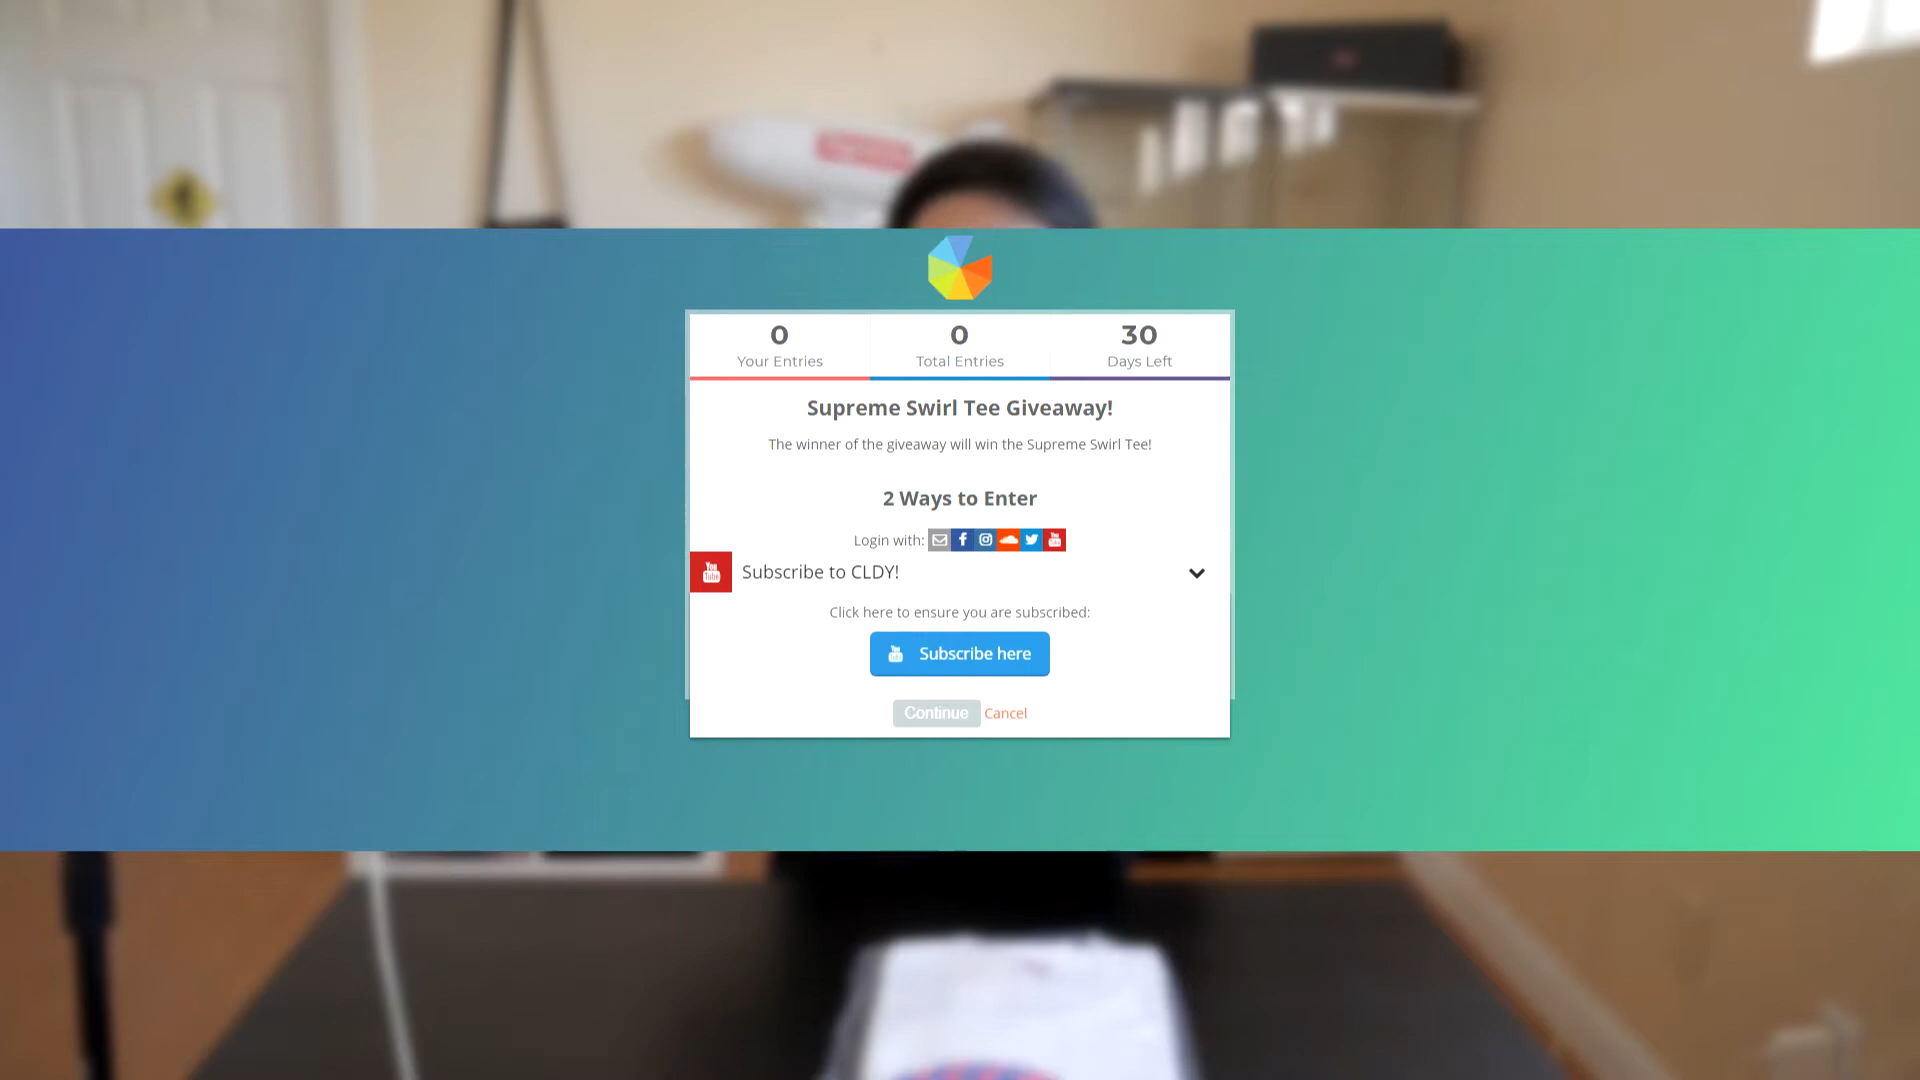 0
Your Entries
0
Total Entries
30
Days Left
Supreme Swirl Tee Giveaway!
The winner of the giveaway will win the Supreme Swirl Tee!
2 Ways to Enter
Login with:
You Tube
Subscribe to CLDY!
Click here to ensure you are subscribed:
Subscribe here
Continue
Cancel